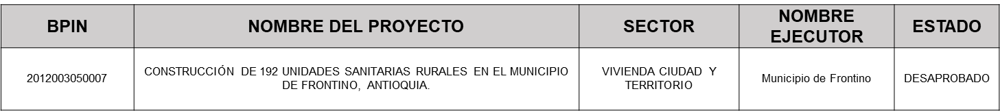 BPIN
NOMBRE DEL PROYECTO
SECTOR
NOMBRE
EJECUTOR
ESTADO
2012003050007
CONSTRUCCIÓN DE 192 UNIDADES SANITARIAS RURALES EN EL MUNICIPIO
DE FRONTINO, ANTIOQUIA.
VIVIENDA CIUDAD Y
TERRITORIO
Municipio de Frontino
DESAPROBADO